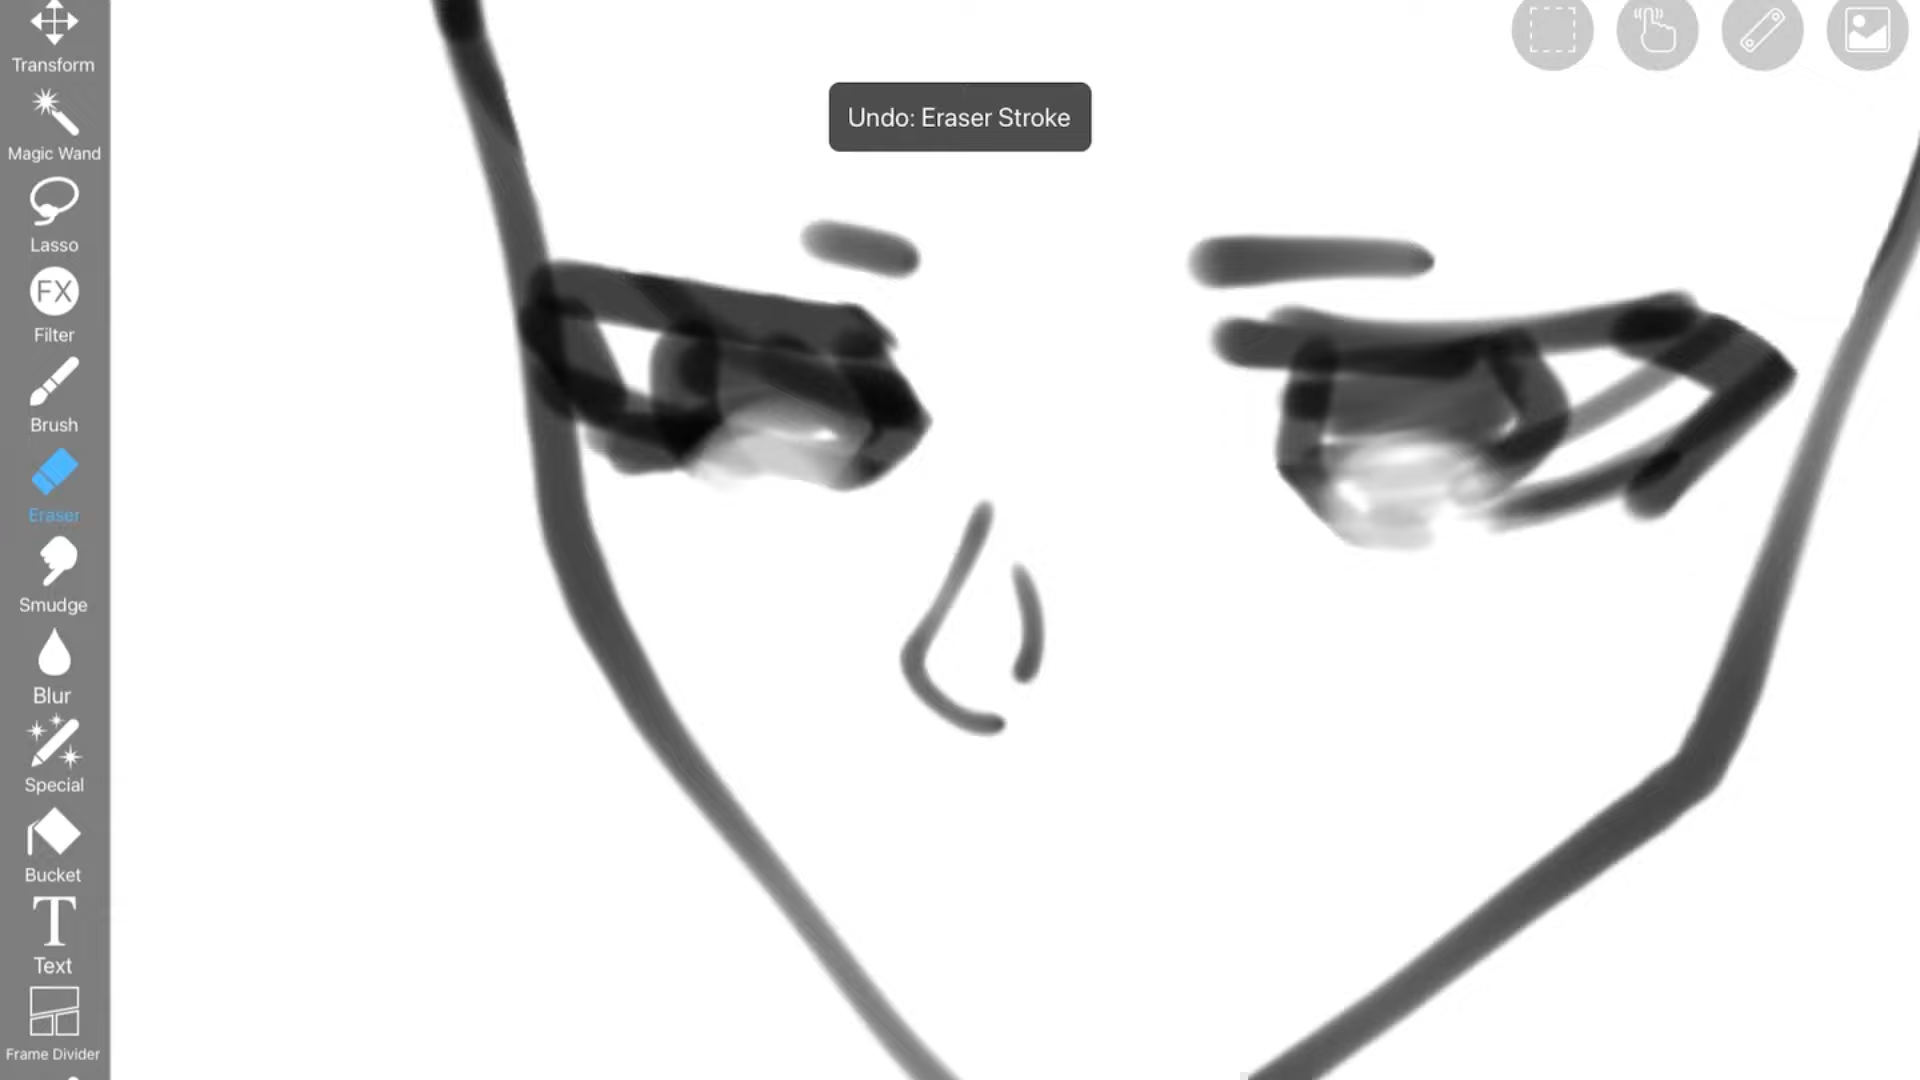 Transform
Magic Wand
Lasso
FX
Filter
Brush
Eraser
Smudge
Blur
Special
Bucket
T
Text
Frame Divider
Undo: Eraser Stroke